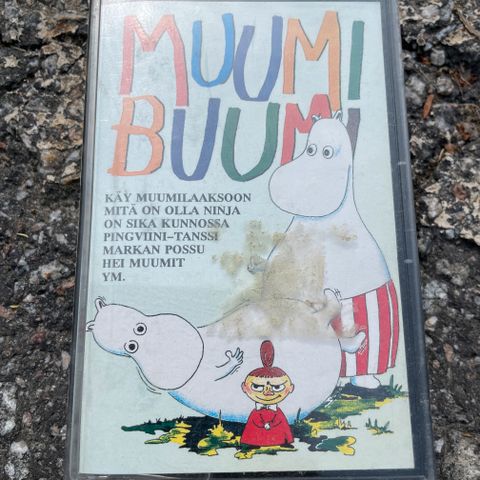 MUUMI
BUUMI
KÄY MUUMILAAKSOON
MITÄ ON OLLA NINJA
ON SIKA KUNNOSSA
PINGVIINI–TANSSI
MARKAN POSSU
HEI MUUMIT
YM.